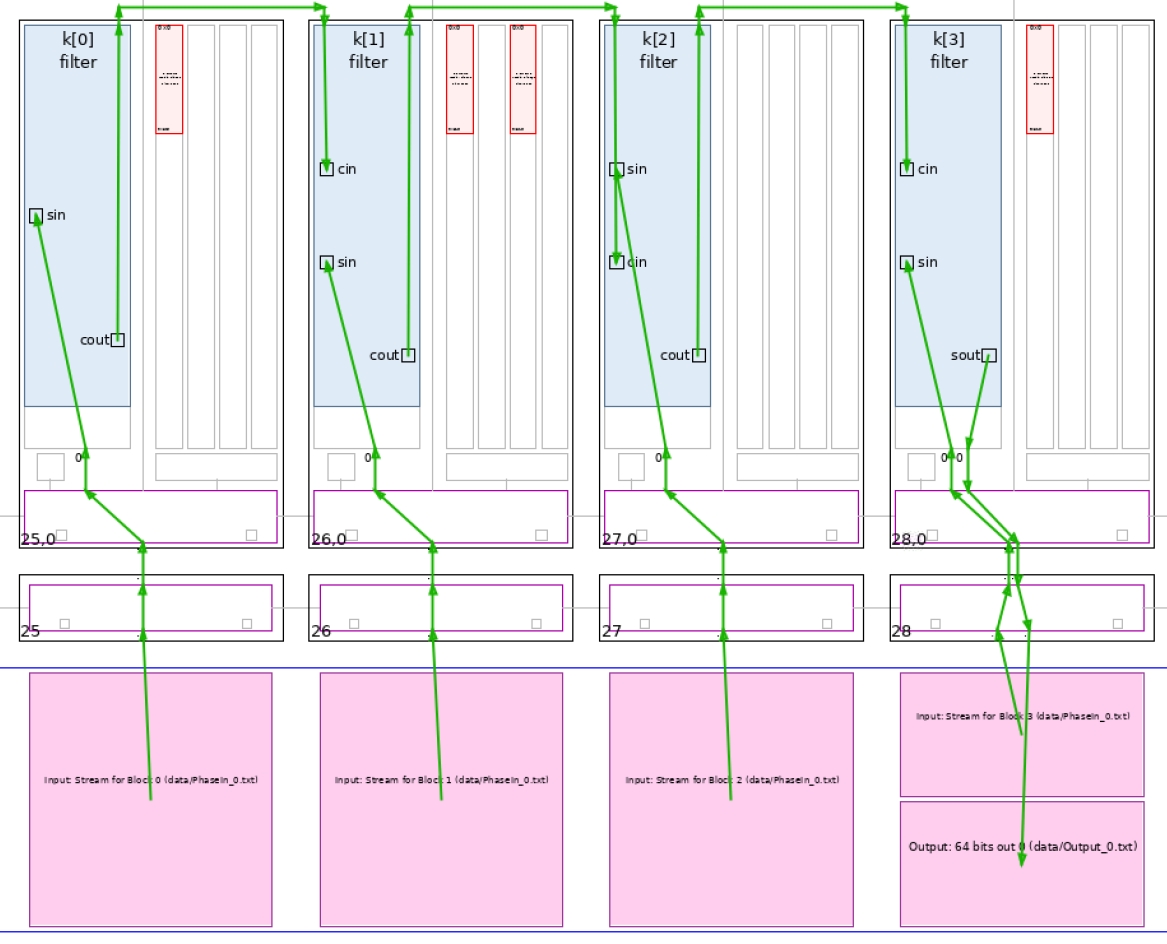 k[0]
filter
k[1]
filter
k[2]
filter
k[3]
filter
cin
sin
cin
sin
sin
cin
sin
cout
cout
cout
sout
0
0
0
0 0
25,0
26,0
27,0
28,0
25
26
27
28
Input: Stream for Block 0 (data/PhaseIn_0.txt)
Input: Stream for Block 1 (data/PhaseIn_0.txt)
Input: Stream for Block 2 (data/PhaseIn_0.txt)
Input: Stream for Block 3 (data/PhaseIn_0.txt)
Output: 64 bits out 0 (data/Output_0.txt)